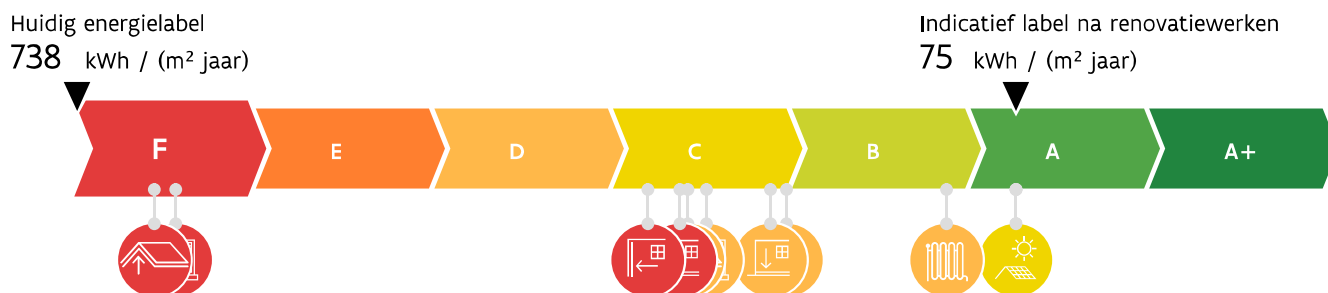 Huidig energielabel
738 kWh / (m² jaar)
Indicatief label na renovatiewerken
75 kWh / (m² jaar)
F E D C B A A+